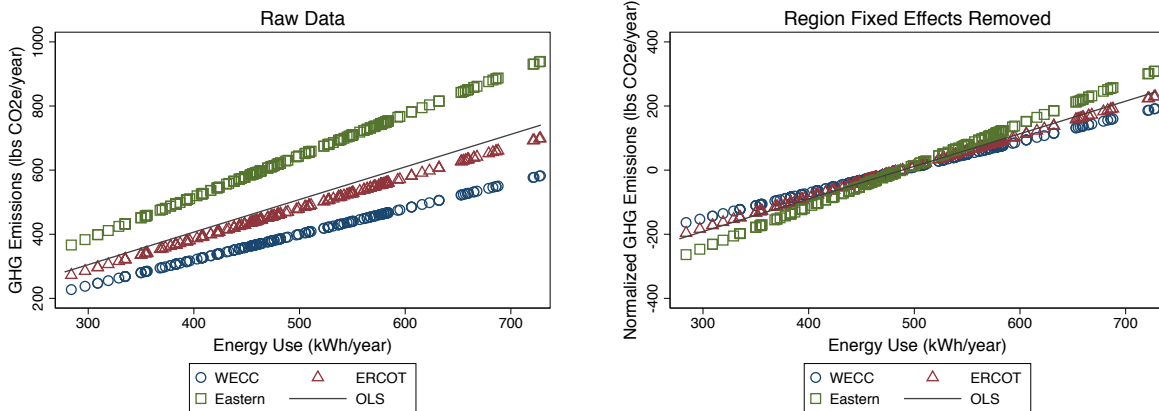 Raw Data
GHG Emissions (lbs CO2e/year)
1000
800
600
400
200
300 400 500 600 700
Energy Use (kWh/year)
WECC ERCOT
Eastern OLS
Region Fixed Effects Removed
Normalized GHG Emissions (lbs CO2e/year)
400
200
0
-200
-400
300 400 500 600 700
Energy Use (kWh/year)
WECC ERCOT
Eastern OLS